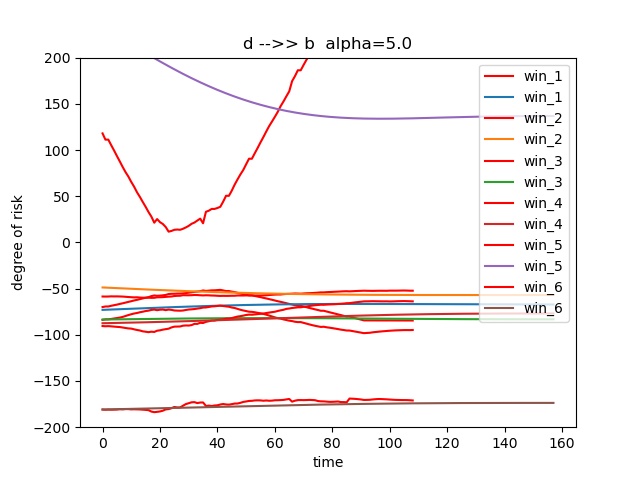 d -->> b  alpha=5.0
degree of risk
200
150
100
50
0
−50
−100
−150
−200
win_1
win_1
win_2
win_2
win_3
win_3
win_4
win_4
win_5
win_5
win_6
win_6
0 20 40 60 80 100 120 140 160
time